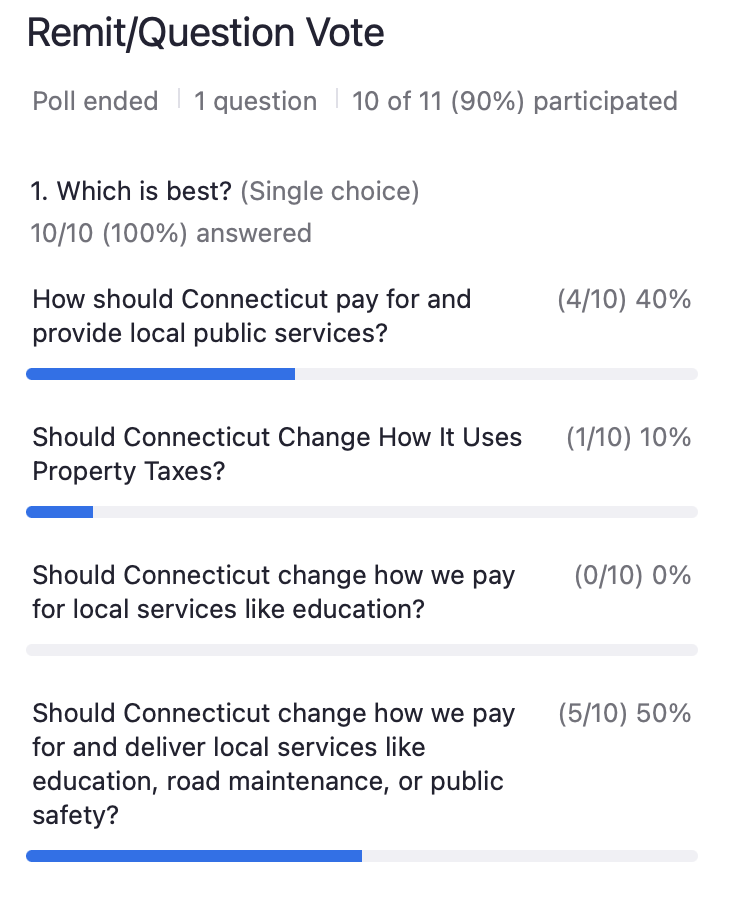 Remit/Question Vote
Poll ended | 1 question | 10 of 11 (90%) participated
1. Which is best? (Single choice)
10/10 (100%) answered
How should Connecticut pay for and (4/10) 40%
provide local public services?
Should Connecticut Change How It Uses (1/10) 10%
Property Taxes?
Should Connecticut change how we pay (0/10) 0%
for local services like education?
Should Connecticut change how we pay (5/10) 50%
for and deliver local services like
education, road maintenance, or public
safety?